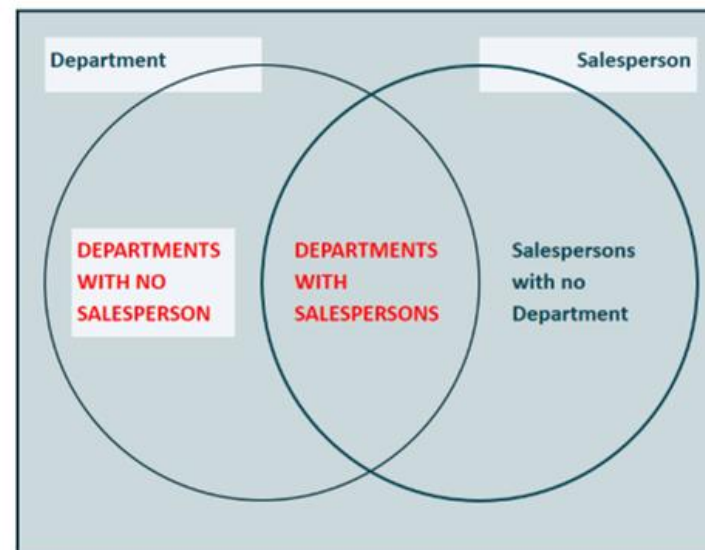 Department
Salesperson
DEPARTMENTS
WITH NO
SALESPERSON
DEPARTMENTS
WITH
SALESPERSONS
Salespersons
with no
Department